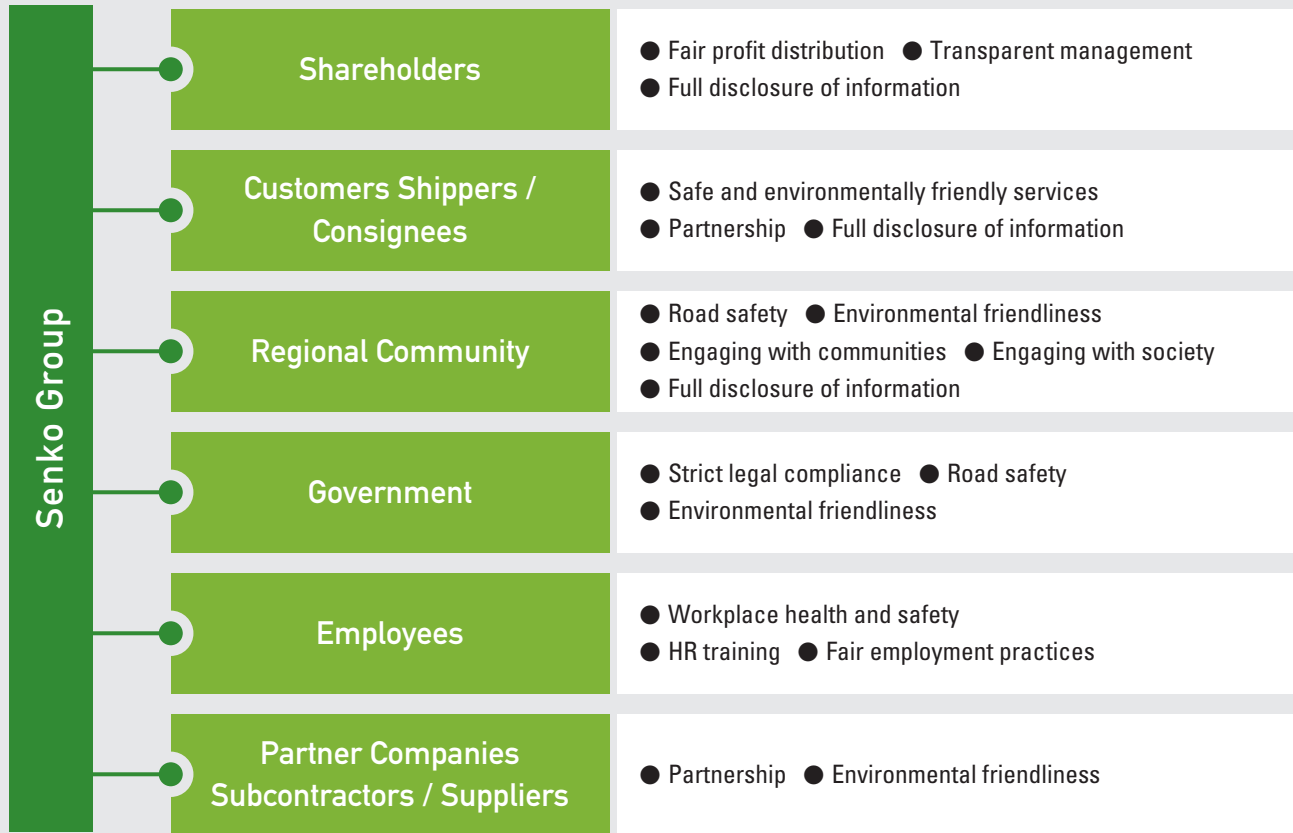 Senko Group
Shareholders
● Fair profit distribution ● Transparent management
● Full disclosure of information
Customers Shippers /
Consignees
● Safe and environmentally friendly services
● Partnership ● Full disclosure of information
Regional Community
● Road safety ● Environmental friendliness
● Engaging with communities ● Engaging with society
● Full disclosure of information
Government
● Strict legal compliance ● Road safety
● Environmental friendliness
Employees
● Workplace health and safety
● HR training ● Fair employment practices
Partner Companies
Subcontractors / Suppliers
● Partnership ● Environmental friendliness